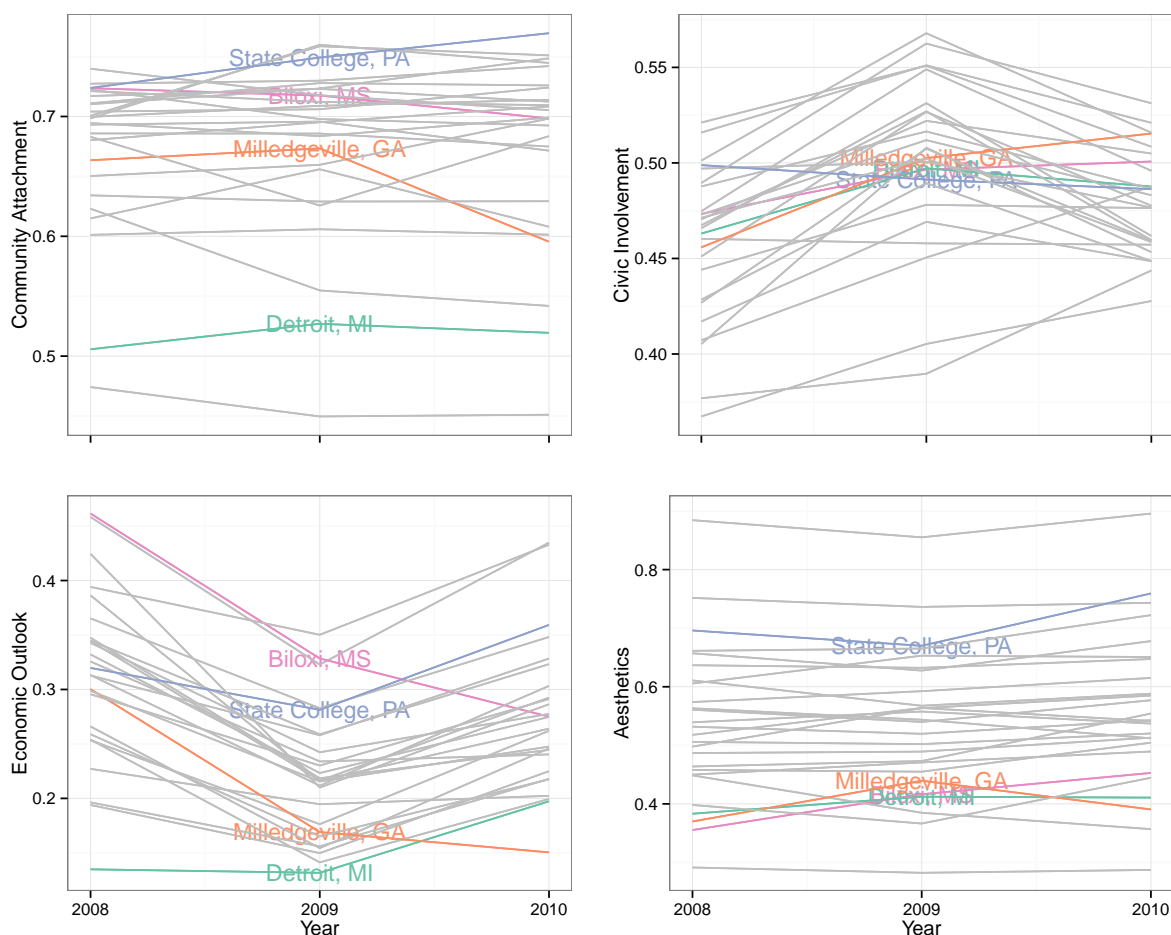 Community Attachment
0.7
0.6
0.5
State College, PA
Biloxi, MS
Milledgeville, GA
Detroit, MI
Civic Involvement
0.55
0.50
0.45
0.40
Milledgeville, GA
State College, PA
Economic Outlook
0.4
0.3
0.2
Biloxi, MS
State College, PA
Milledgeville, GA
Detroit, MI
2008
2009
2010
Year
Aesthetics
0.8
0.6
0.4
State College, PA
Milledgeville, GA
Detroit, MI
2008
2009
2010
Year